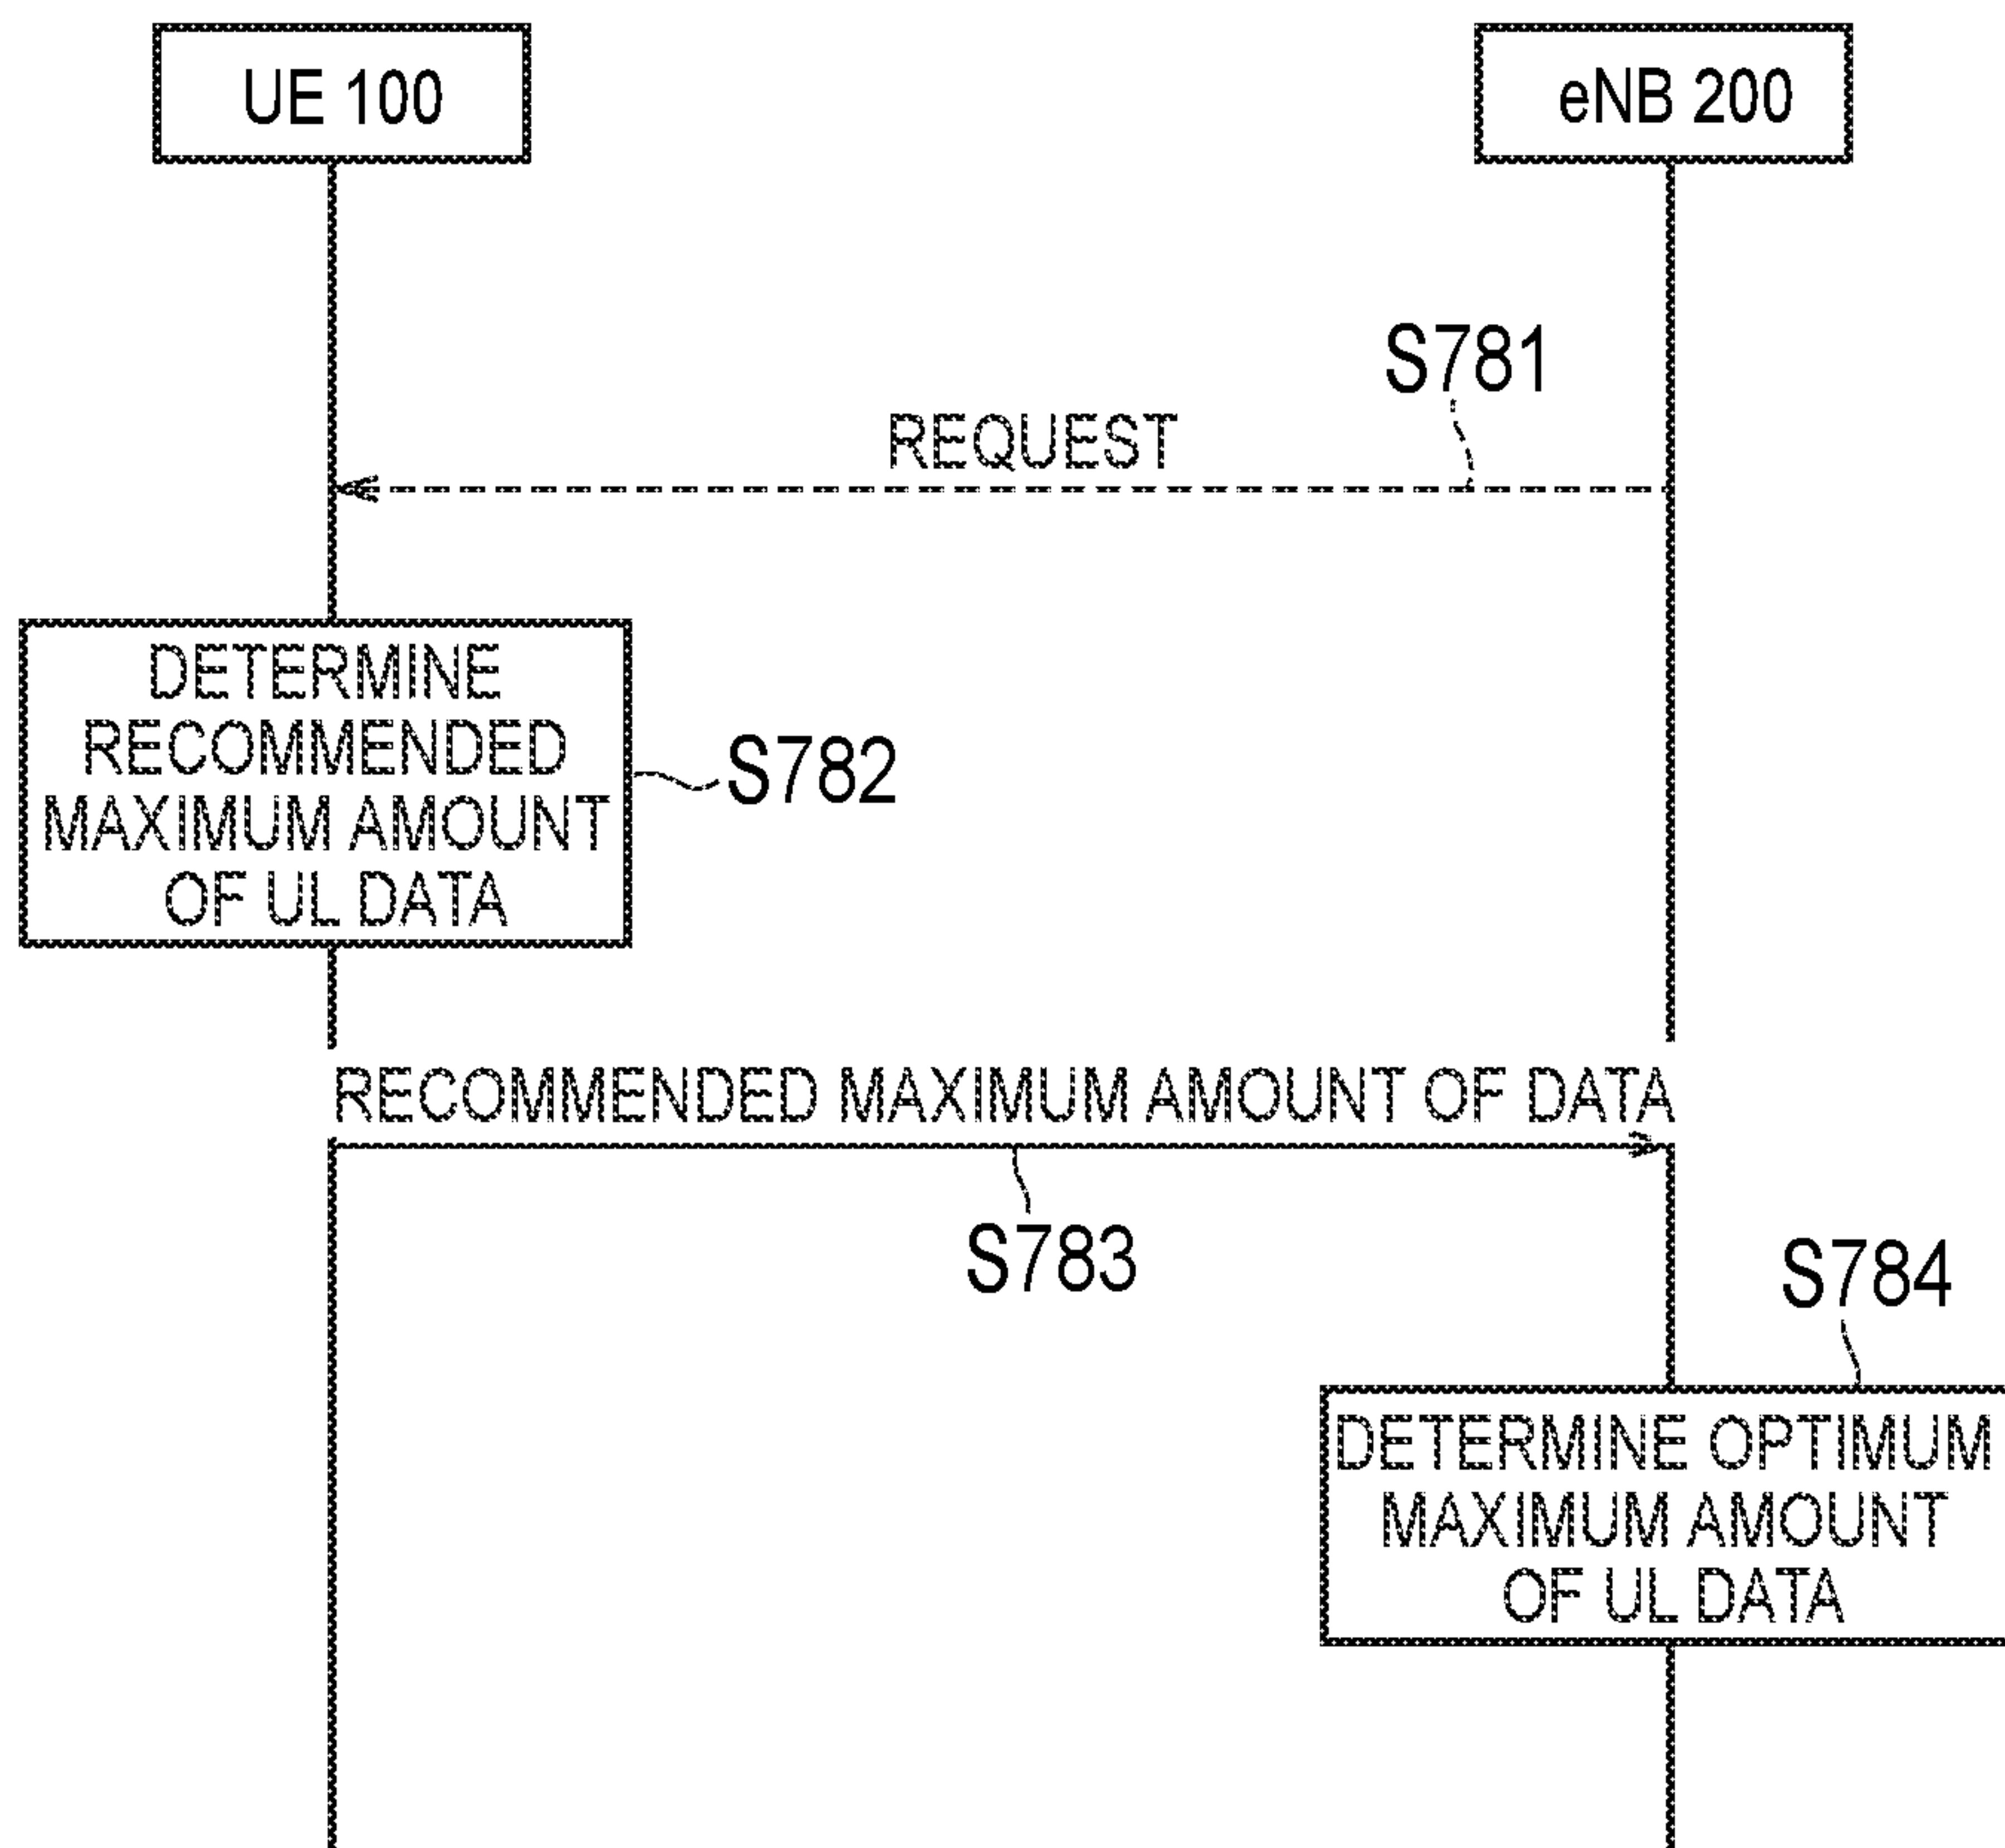 UE 100
eNB 200
S781
REQUEST
DETERMINE
RECOMMENDED
MAXIMUM AMOUNT
OF UL DATA
S782
RECOMMENDED MAXIMUM AMOUNT OF DATA
S783
S784
DETERMINE OPTIMUM
MAXIMUM AMOUNT
OF UL DATA